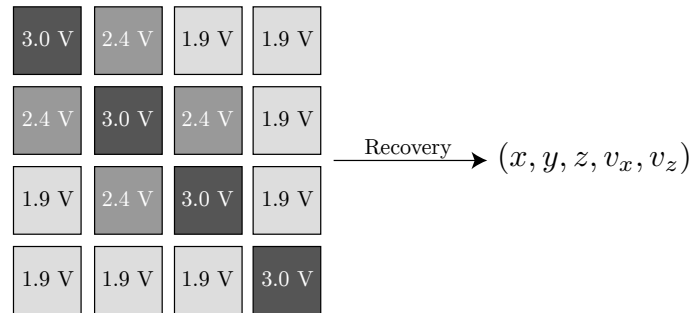 3.0 V 2.4 V 1.9 V 1.9 V
2.4 V 3.0 V 2.4 V 1.9 V
Recovery
(x, y, z, v_x, v_z)
1.9 V 2.4 V 3.0 V 1.9 V
1.9 V 1.9 V 1.9 V 3.0 V